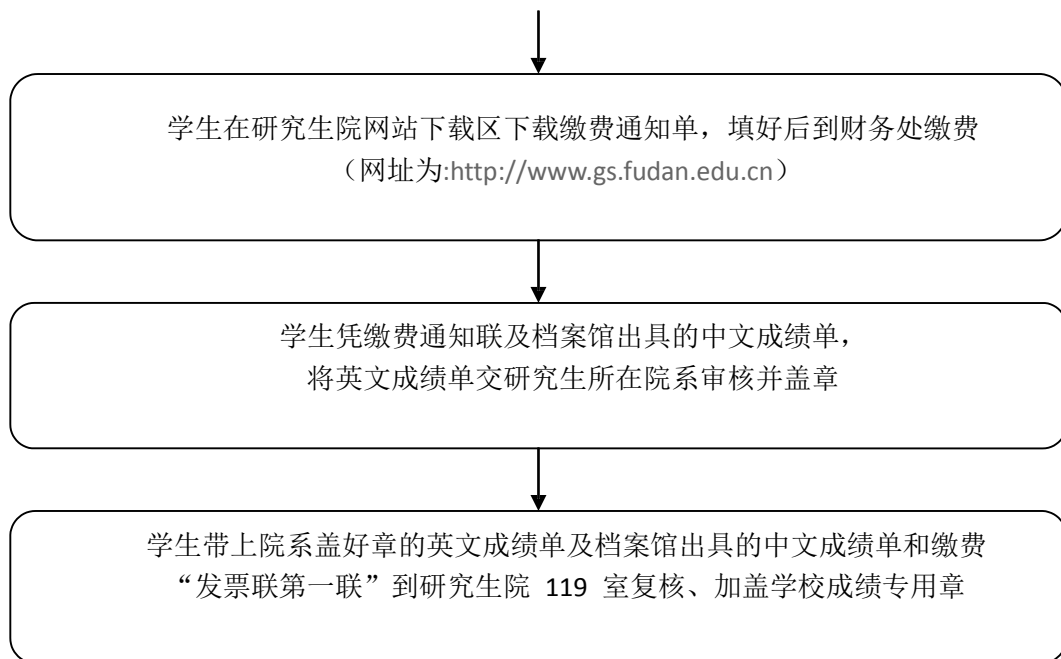 学生在研究生院网站下载区下载缴费通知单，填好后到财务处缴费
（网址为:http://www.gs.fudan.edu.cn）
学生凭缴费通知联及档案馆出具的中文成绩单，
将英文成绩单交研究生所在院系审核并盖章
学生带上院系盖好章的英文成绩单及档案馆出具的中文成绩单和缴费
“发票联第一联”到研究生院 119 室复核、加盖学校成绩专用章